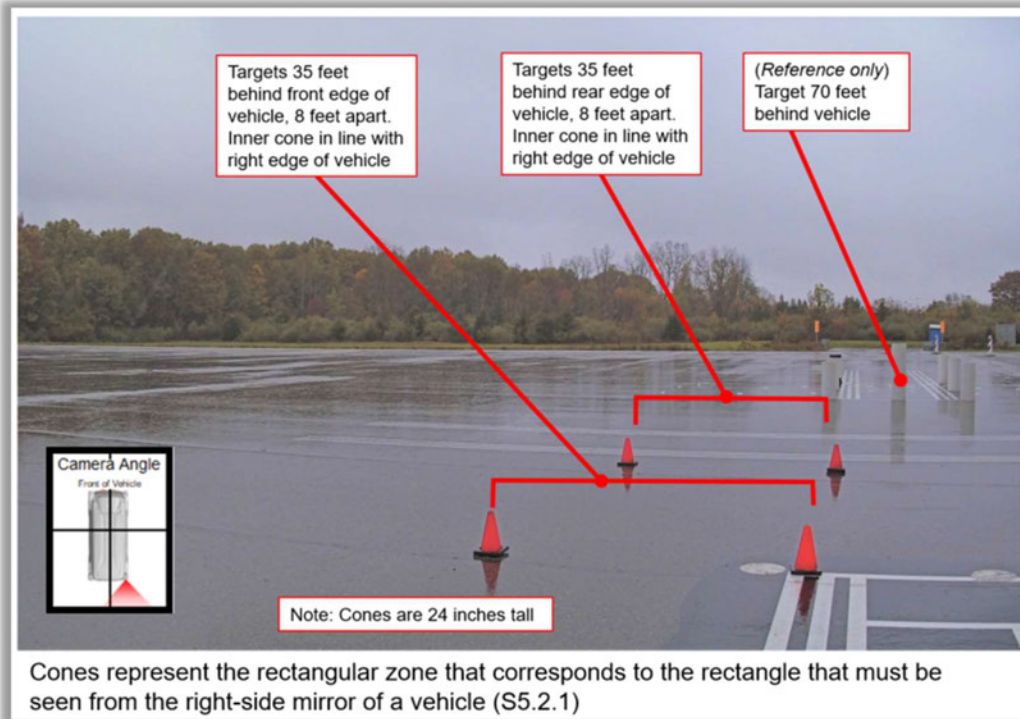 Targets 35 feet
behind front edge of
vehicle, 8 feet apart.
Inner cone in line with
right edge of vehicle
Targets 35 feet
behind rear edge of
vehicle, 8 feet apart.
Inner cone in line with
right edge of vehicle
(Reference only)
Target 70 feet
behind vehicle
Camera Angle
Front of Vehicle
Note: Cones are 24 inches tall
Cones represent the rectangular zone that corresponds to the rectangle that must be
seen from the right-side mirror of a vehicle (S5.2.1)